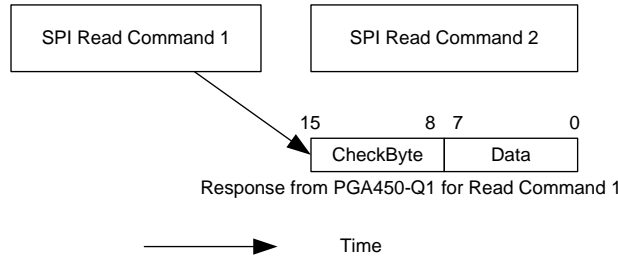 SPI Read Command 1
SPI Read Command 2
15 8 7 0
CheckByte Data
Response from PGA450-Q1 for Read Command 1
Time